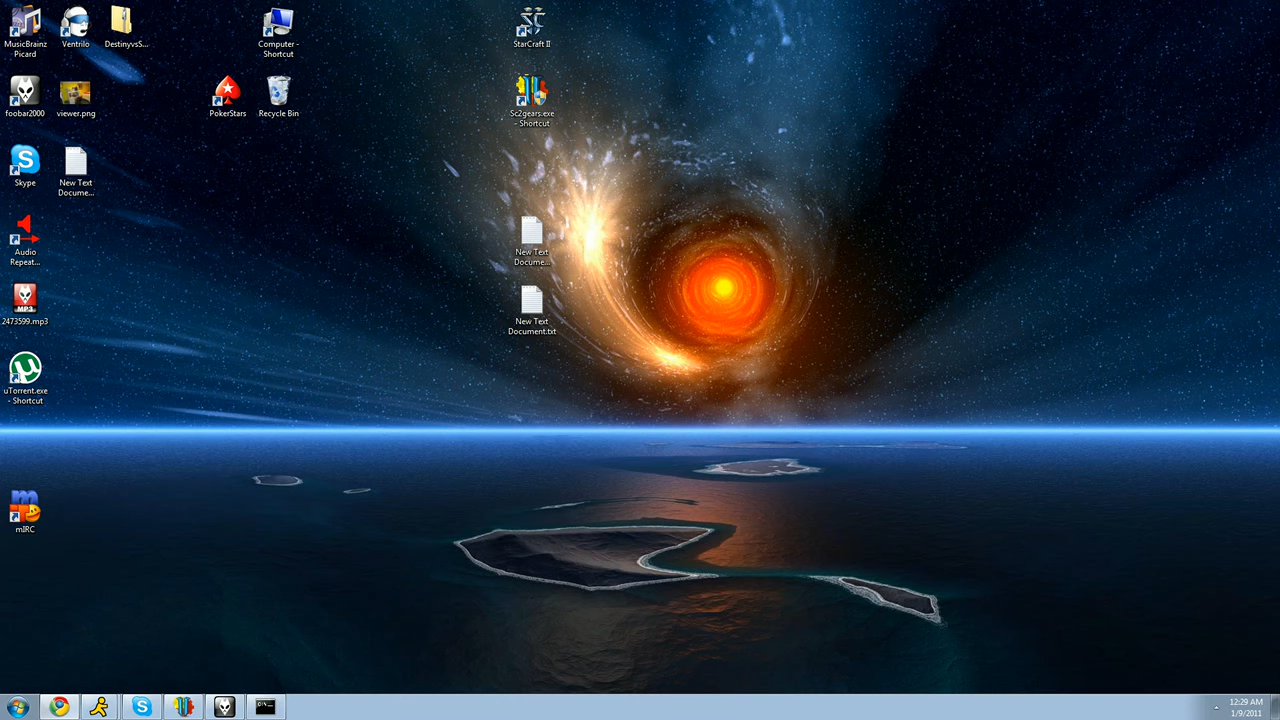 MusicBrainz
Picard
Ventrilo
DestinyvsS...
Computer -
Shortcut
StarCraft II
foobar2000
viewer.png
PokerStars
Recycle Bin
Sc2gears.exe
- Shortcut
Skype
New Text
Docume...
Audio
Repeat...
New Text
Docume...
MP3
2473599.mp3
New Text
Document.txt
uTorrent.exe
- Shortcut
mIRC
12:29 AM
1/9/2011